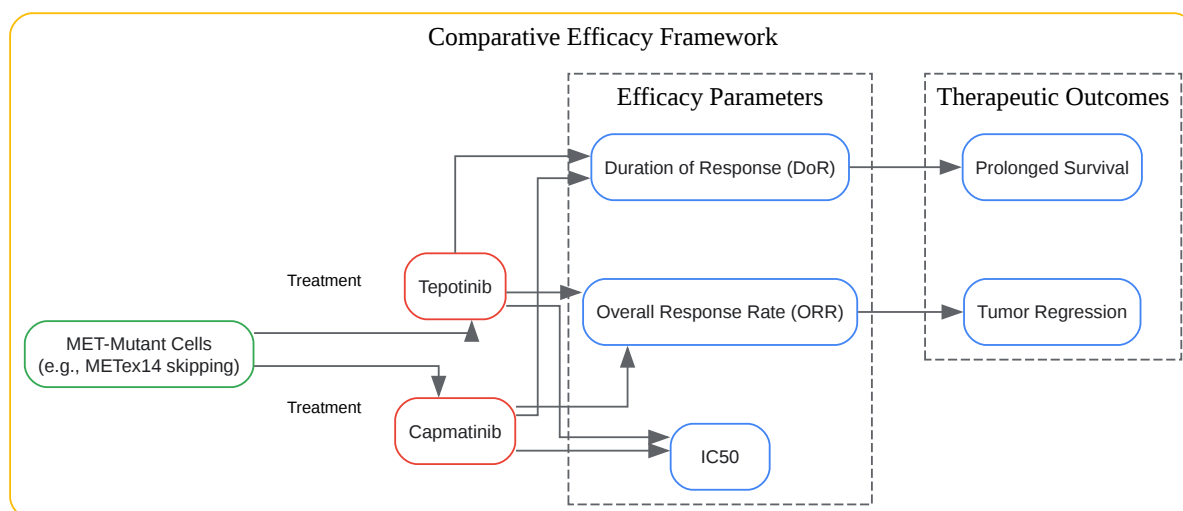 Comparative Efficacy Framework
Efficacy Parameters
Therapeutic Outcomes
Duration of Response (DoR)
Prolonged Survival
Treatment
Tepotinib
Overall Response Rate (ORR)
Tumor Regression
MET-Mutant Cells
(e.g., METex14 skipping)
Treatment
Capmatinib
IC50